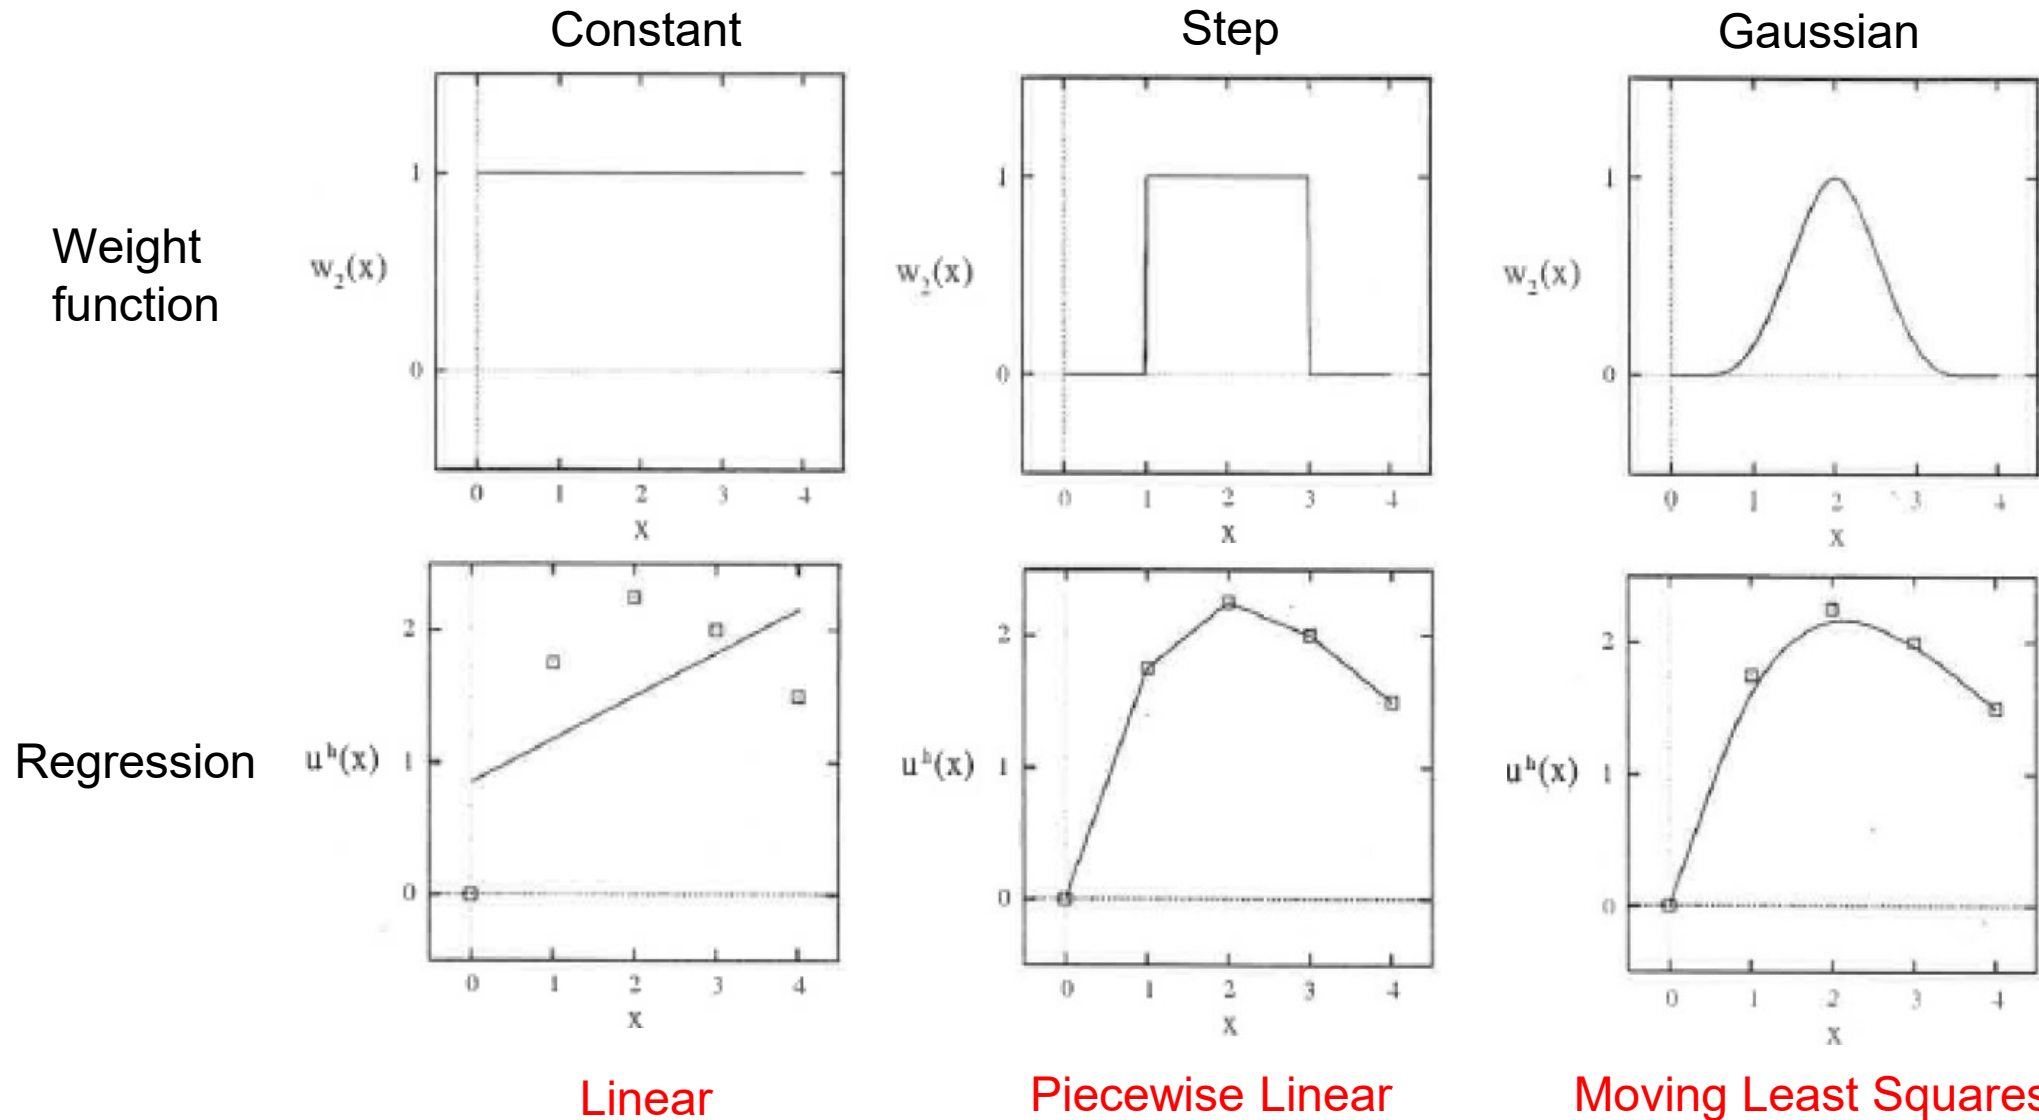 Constant
Step
Gaussian
Weight
function
w₂(x)
1
0
0 1 2 3 4
x
w₂(x)
1
0
0 1 2 3 4
x
w₂(x)
1
0
0 1 2 3 4
x
Regression
uʰ(x)
2
1
0
0 1 2 3 4
x
uʰ(x)
2
1
0
0 1 2 3 4
x
uʰ(x)
2
1
0
0 1 2 3 4
x
Linear
Piecewise Linear
Moving Least Squares